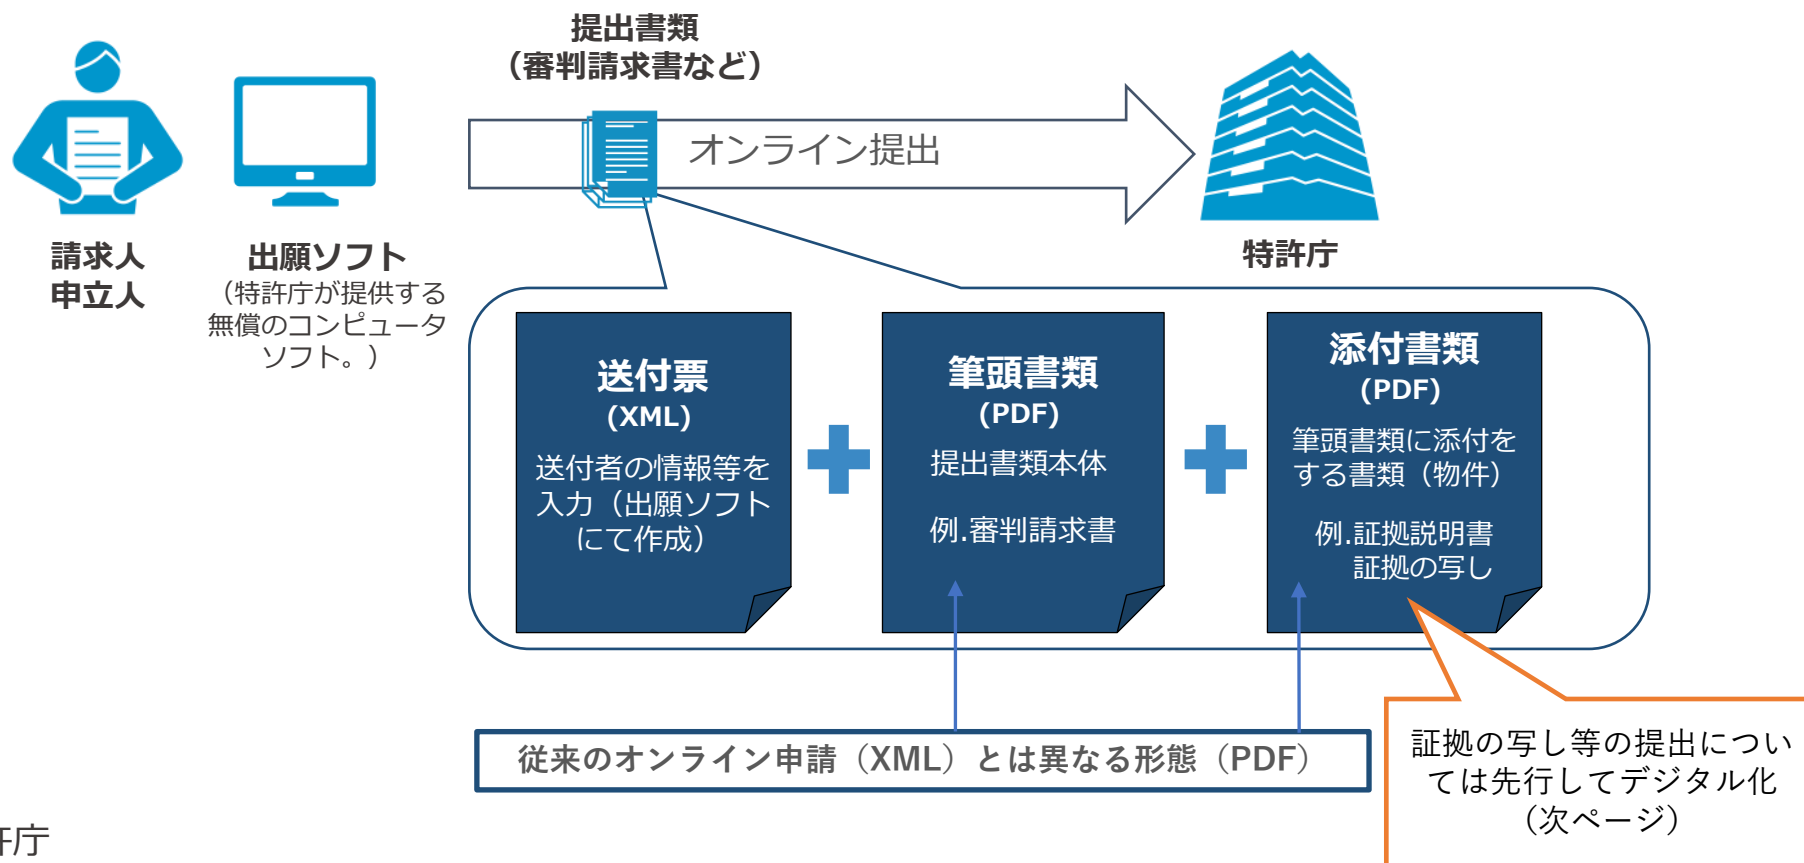 提出書類
（審判請求書など）
オンライン提出
請求人
申立人
出願ソフト
（特許庁が提供する
無償のコンピュータ
ソフト。）
特許庁
送付票
(XML)
送付者の情報等を
入力（出願ソフト
にて作成）
筆頭書類
(PDF)
提出書類本体
例.審判請求書
添付書類
(PDF)
筆頭書類に添付を
する書類（物件）
例.証拠説明書
証拠の写し
従来のオンライン申請（XML）とは異なる形態（PDF）
証拠の写し等の提出につい
ては先行してデジタル化
（次ページ）
許庁